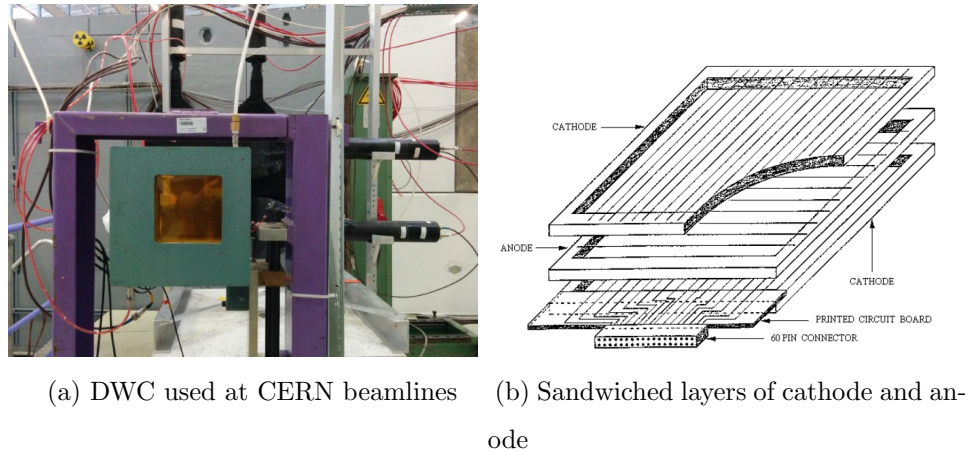 CATHODE
ANODE
CATHODE
PRINTED CIRCUIT BOARD
60 PIN CONNECTOR
(a) DWC used at CERN beamlines
(b) Sandwiched layers of cathode and an-
ode